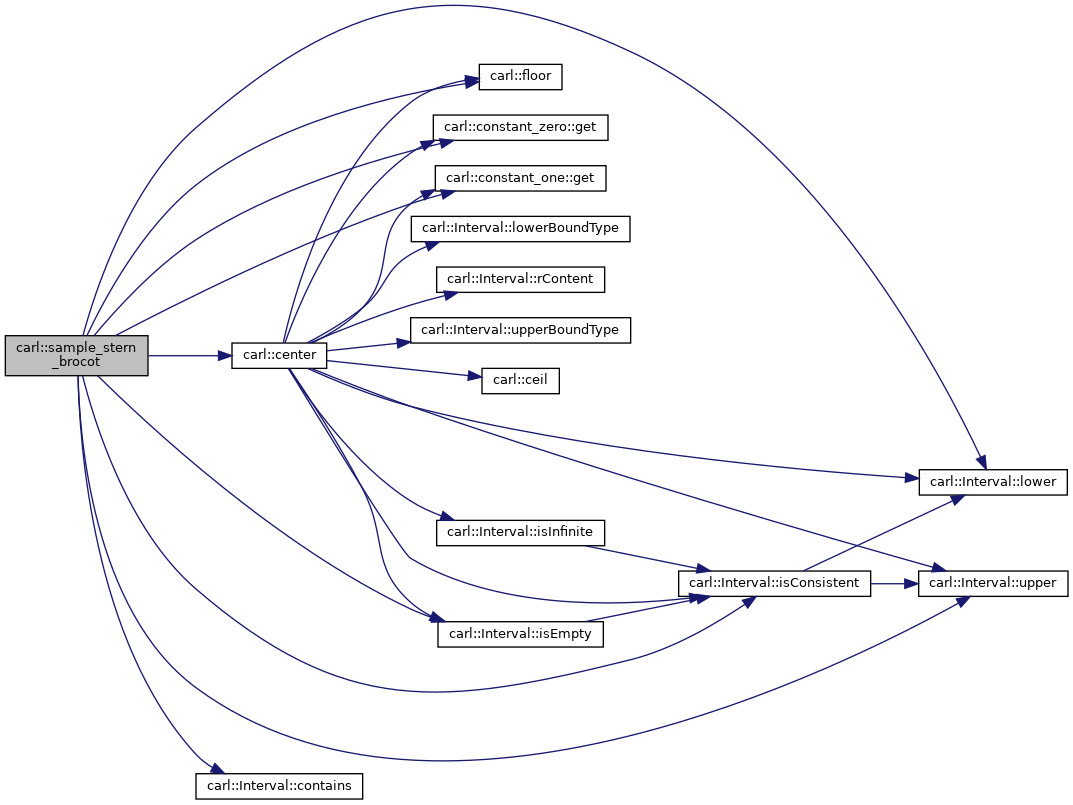 carl::floor
carl::constant_zero::get
carl::constant_one::get
carl::Interval::lowerBoundType
carl::Interval::rContent
carl::Interval::upperBoundType
carl::sample_stern
_brocot
carl::center
carl::ceil
carl::Interval::lower
carl::Interval::isInfinite
carl::Interval::isConsistent
carl::Interval::upper
carl::Interval::isEmpty
carl::Interval::contains